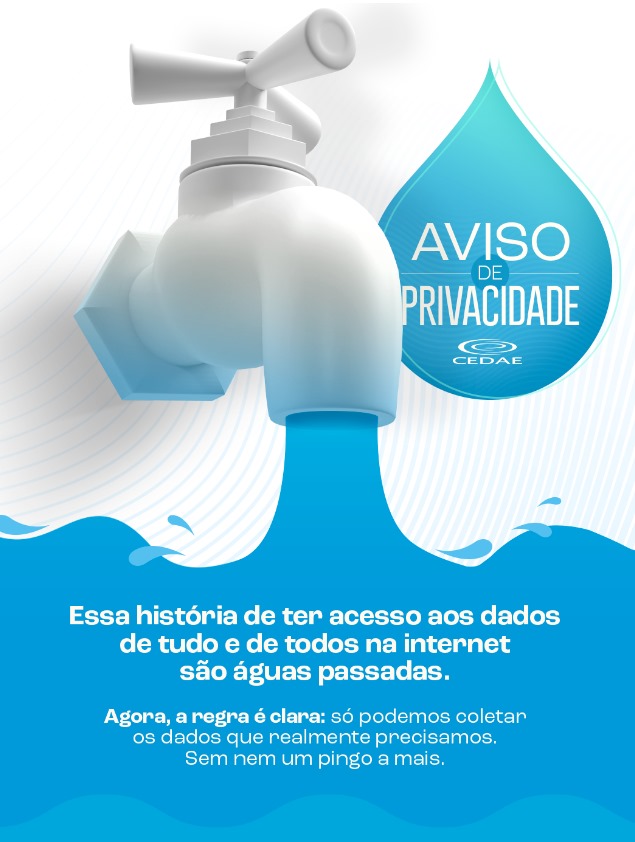 AVISO
DE
PRIVACIDADE
CEDAE
Essa história de ter acesso aos dados
de tudo e de todos na internet
são águas passadas.
Agora, a regra é clara: só podemos coletar
os dados que realmente precisamos.
Sem nem um pingo a mais.